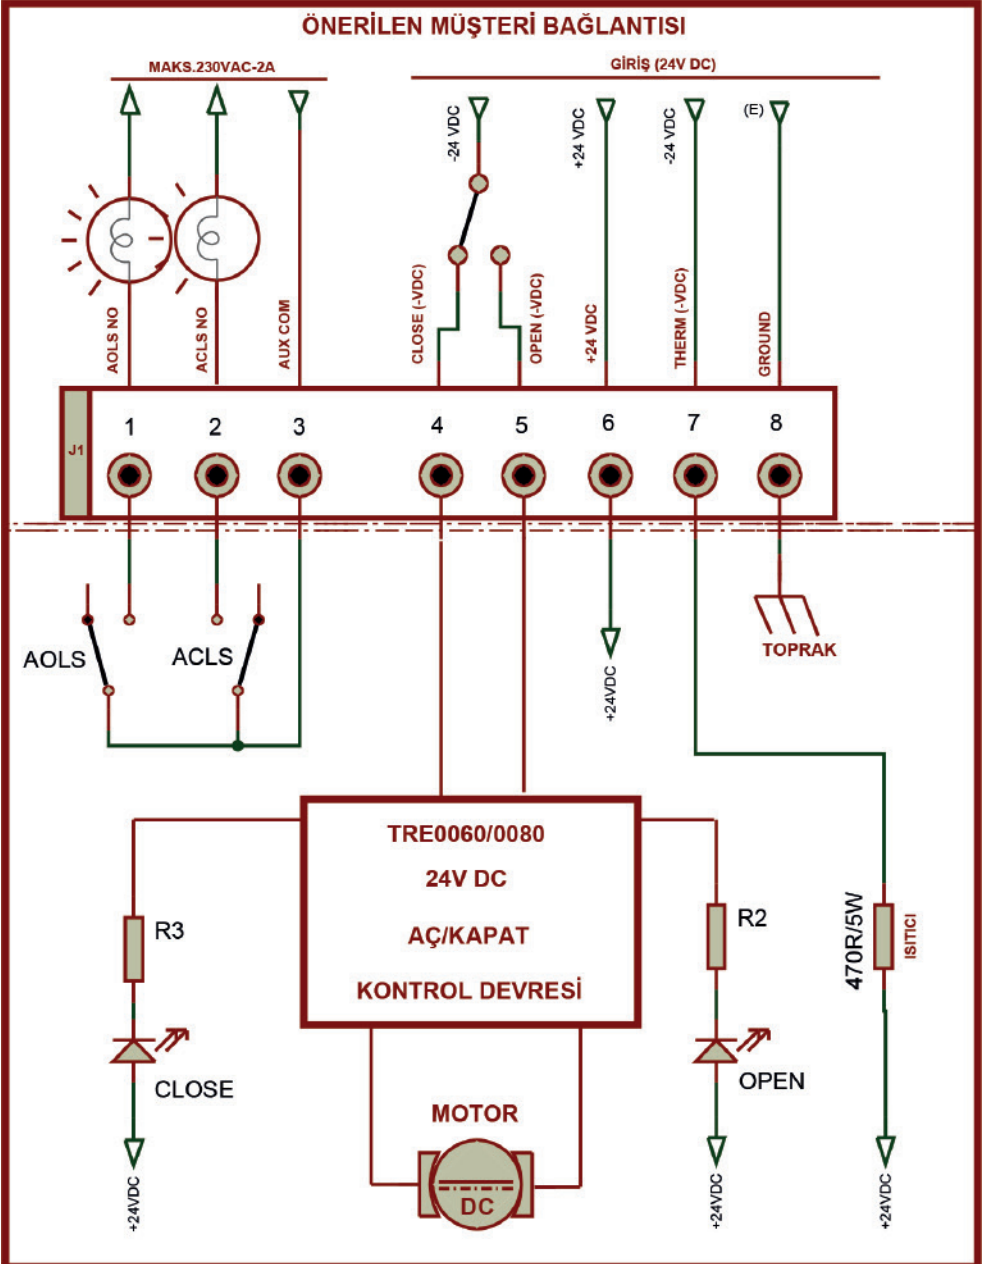 ÖNERİLEN MÜŞTERİ BAĞLANTISI
MAKS.230VAC-2A
GİRİŞ (24V DC)
-24 VDC
+24 VDC
-24 VDC
(E)
AOLS NO
ACLS NO
AUX COM
CLOSE (-VDC)
OPEN (-VDC)
+24 VDC
THERM (-VDC)
GROUND
J1
1
2
3
4
5
6
7
8
AOLS
ACLS
+24VDC
TOPRAK
TRE0060/0080
24V DC
AÇ/KAPAT
KONTROL DEVRESİ
R3
R2
470R/5W
ISITICI
CLOSE
OPEN
MOTOR
DC
+24VDC
+24VDC
+24VDC